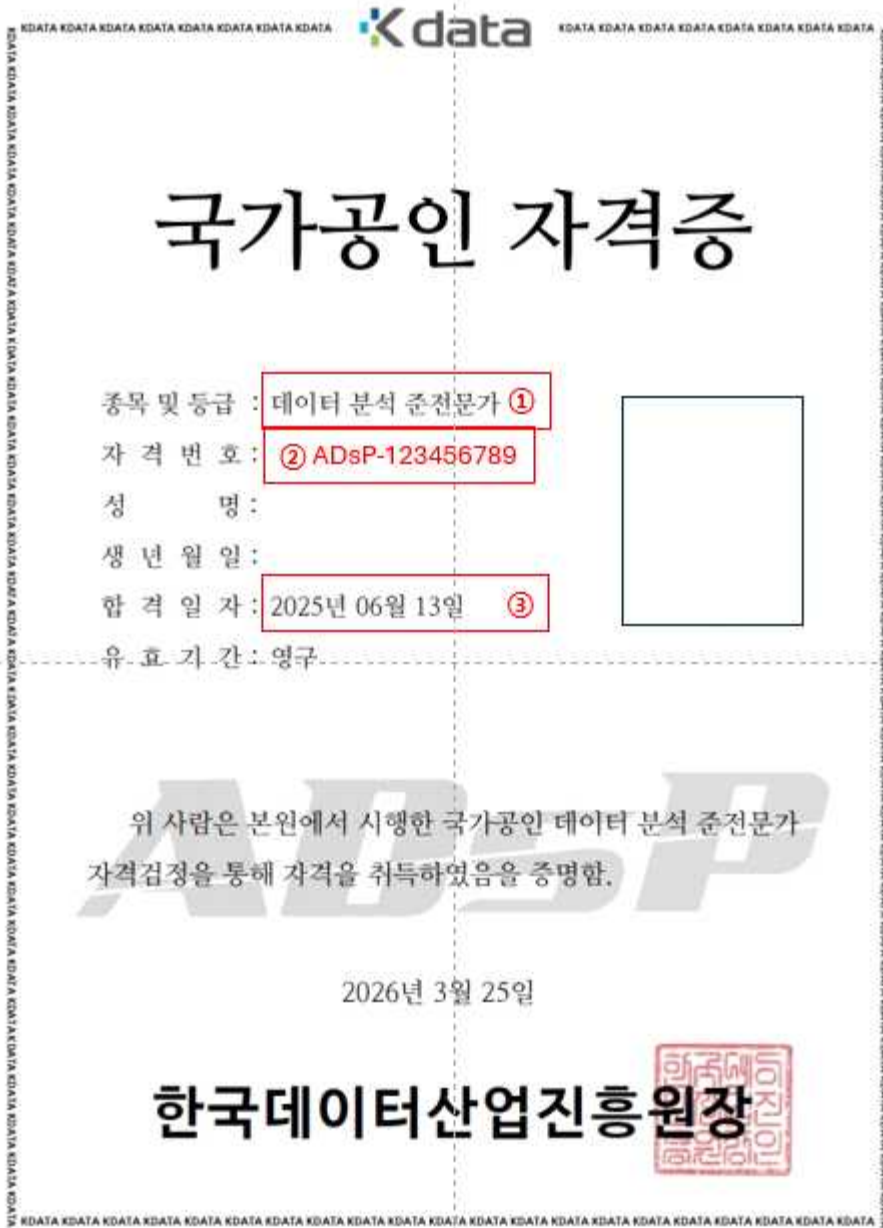 KDATA KDATA KDATA KDATA KDATA KDATA KDATA
Kdata
KDATA KDATA KDATA KDATA KDATA KDATA KDATA
국가공인 자격증
종목 및 등급 : 데이터 분석 준전문가 ①
자 격 번 호 : ② ADsP-123456789
성 명 :
생 년 월 일 :
합 격 일 자 : 2025년 06월 13일 ③
유 효 기 간 : 영구
ADsP
위 사람은 본원에서 시행한 국가공인 데이터 분석 준전문가
자격검정을 통해 자격을 취득하였음을 증명함.
2026년 3월 25일
한국데이터산업진흥원장